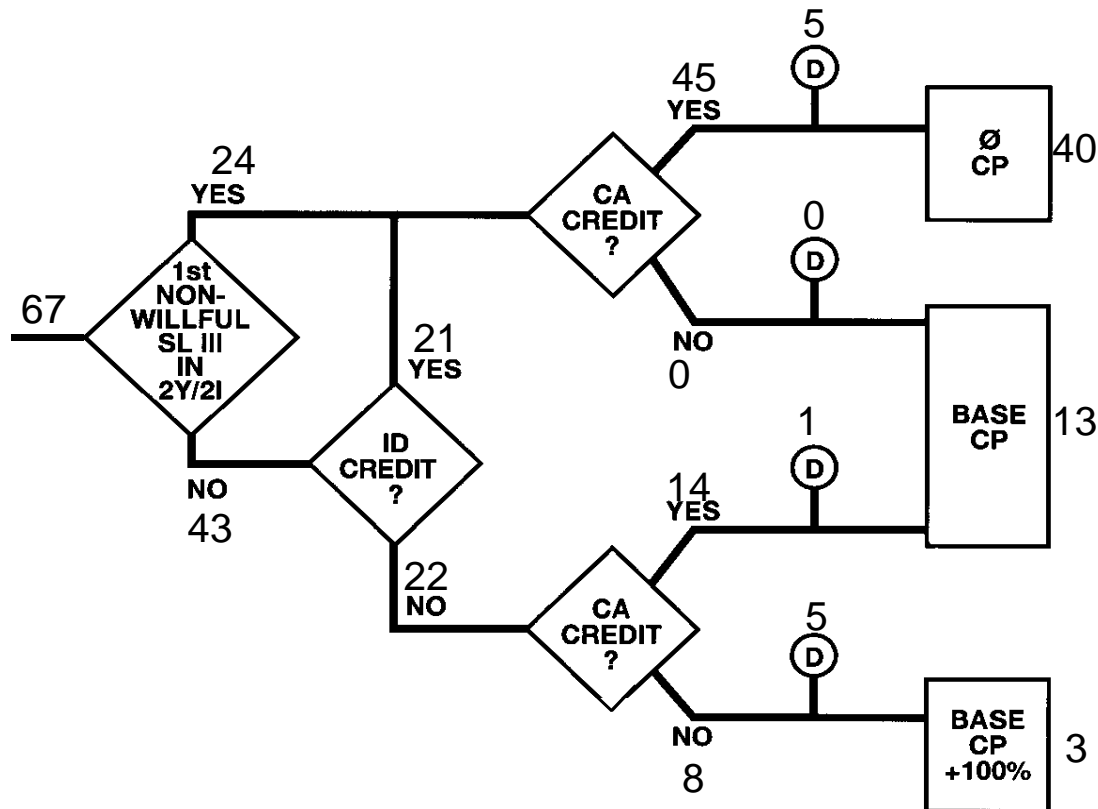 5
D
45
YES
Ø
CP
40
24
YES
CA
CREDIT
?
0
D
67
1st
NON-
WILLFUL
SL III
IN
2Y/2I
21
YES
NO
0
BASE
CP
13
ID
CREDIT
?
1
D
NO
43
14
YES
22
NO
CA
CREDIT
?
5
D
NO
8
BASE
CP
+100%
3